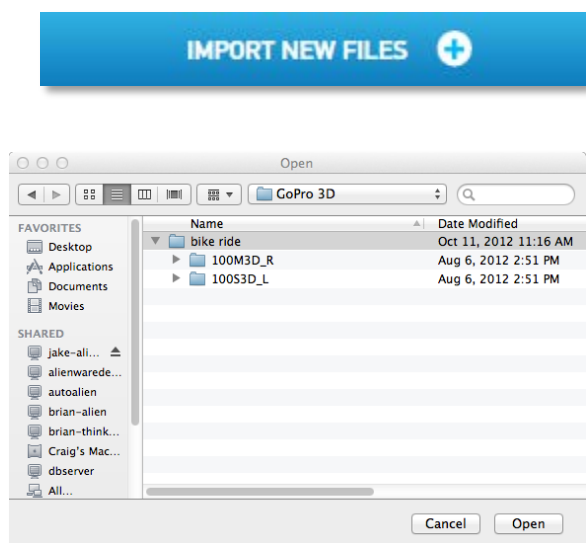 IMPORT NEW FILES
Open
GoPro 3D
FAVORITES
Desktop
Applications
Documents
Movies
SHARED
jake-ali...
alienwarede...
autoalien
brian-alien
brian-think...
Craig's Mac...
dbserver
All...
Name Date Modified
bike ride Oct 11, 2012 11:16 AM
100M3D_R Aug 6, 2012 2:51 PM
100S3D_L Aug 6, 2012 2:51 PM
Cancel Open